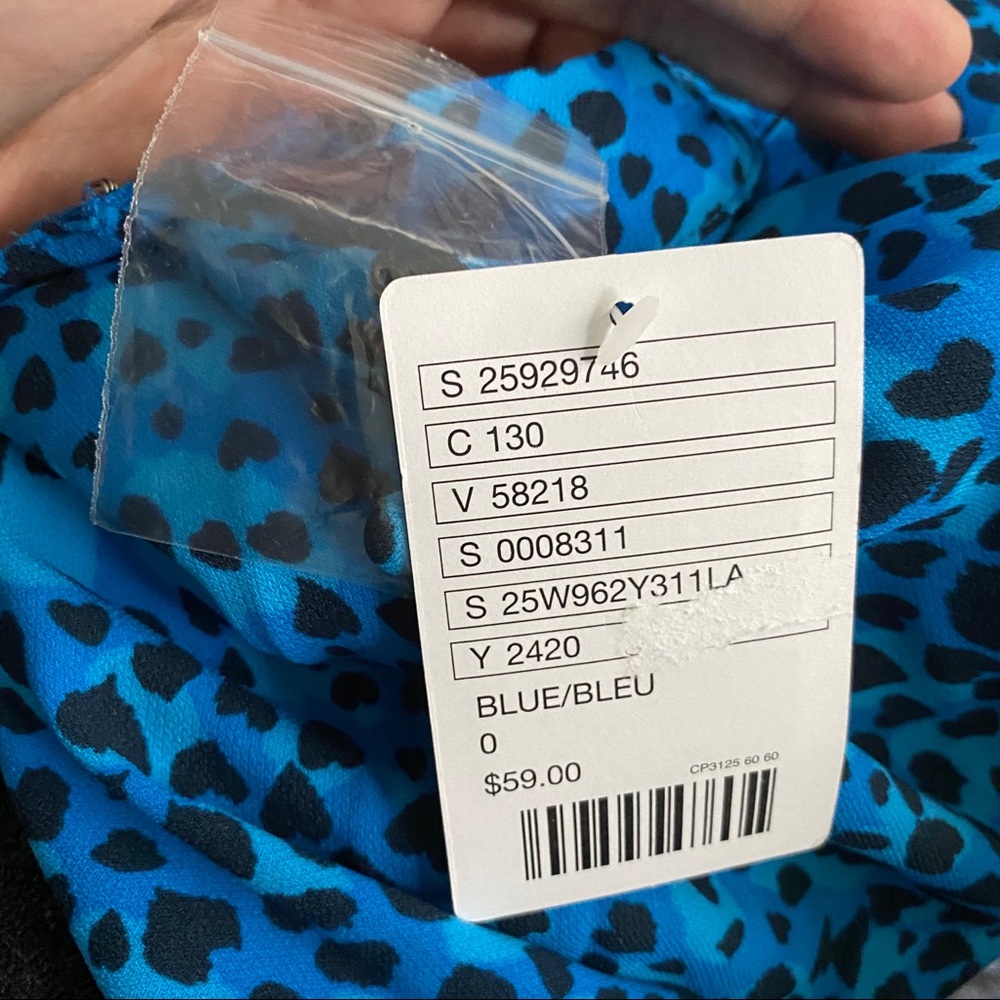 S 25929746
C 130
V 58218
S 0008311
S 25W962Y311LA
Y 2420
BLUE/BLEU
0
$59.00
CP3125 60 60